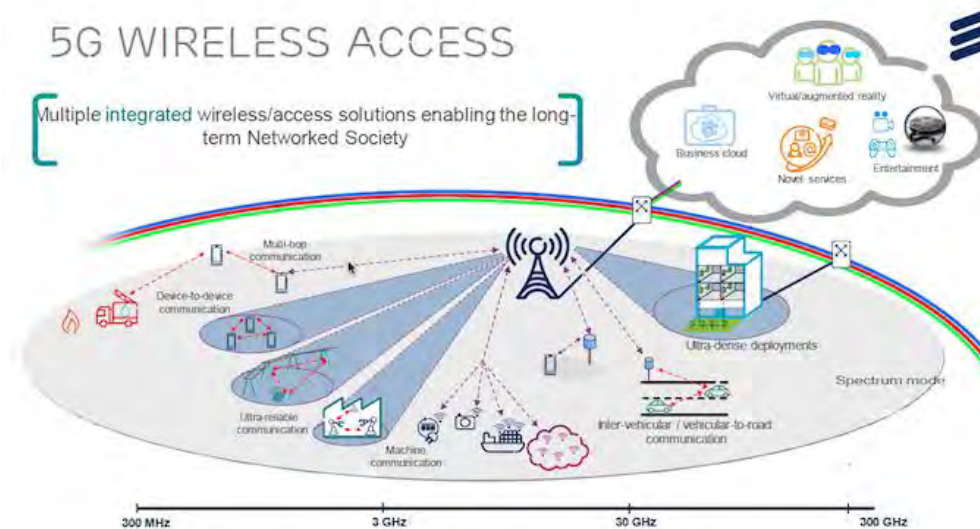 5G WIRELESS ACCESS
Multiple integrated wireless/access solutions enabling the long-
term Networked Society
Virtual/augmented reality
Business cloud
Novel services
Entertainment
Multi-hop
communication
Device-to-device
communication
Ultra-dense deployments
Spectrum mode
Ultra-reliable
communication
Machine
communication
Inter-vehicular / vehicular-to-road
communication
300 MHz
3 GHz
30 GHz
300 GHz